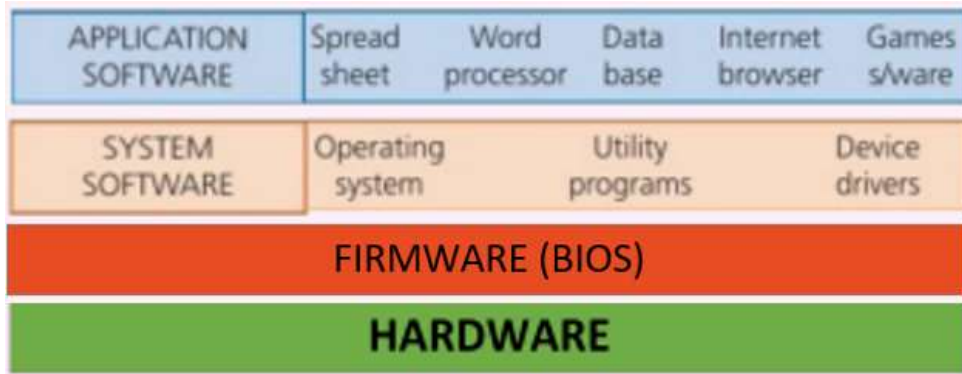 APPLICATION SOFTWARE
Spread sheet
Word processor
Data base
Internet browser
Games s/ware
SYSTEM SOFTWARE
Operating system
Utility programs
Device drivers
FIRMWARE (BIOS)
HARDWARE